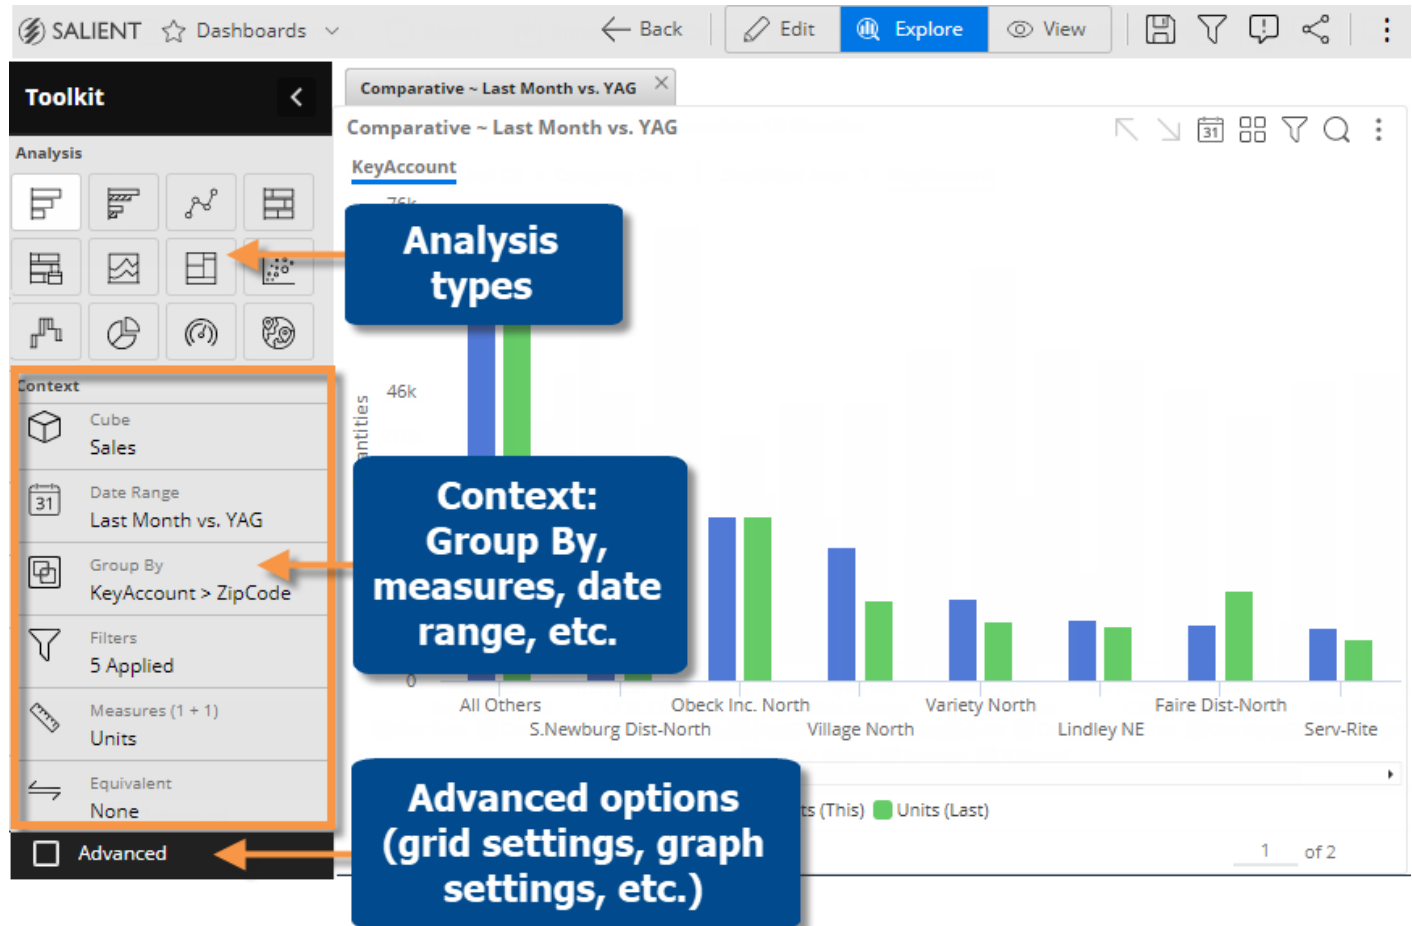 SALIENT Dashboards Back Edit Explore View
Toolkit
Comparative ~ Last Month vs. YAG
Comparative ~ Last Month vs. YAG
31
Analysis
KeyAccount
76k
Analysis
types
46k
Context
Cube
Sales
31
Date Range
Last Month vs. YAG
Group By
KeyAccount > ZipCode
Filters
5 Applied
Measures (1 + 1)
Units
Equivalent
None
Advanced
Context:
Group By,
measures, date
range, etc.
0
All Others Obeck Inc. North Variety North Faire Dist-North
S.Newburg Dist-North Village North Lindley NE Serv-Rite
(This) Units (Last)
1 of 2
Advanced options
(grid settings, graph
settings, etc.)